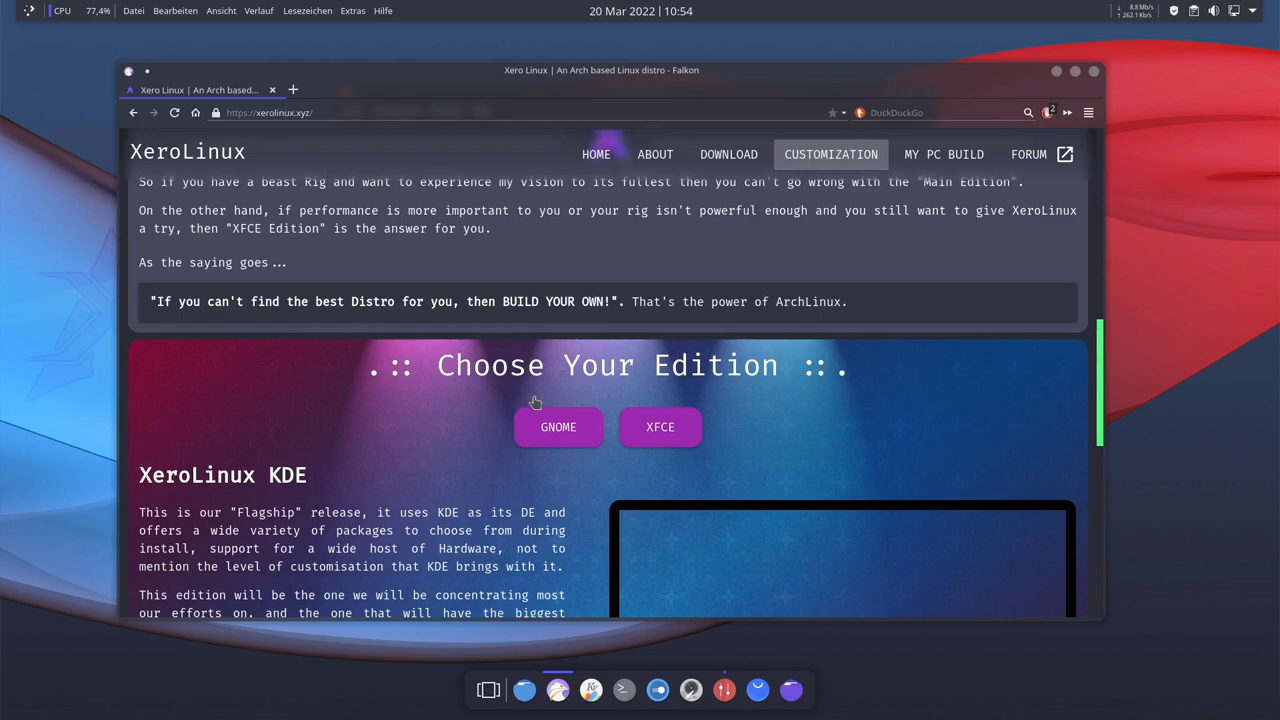 CPU 77,4% Datei Bearbeiten Ansicht Verlauf Lesezeichen Extras Hilfe
20 Mar 2022 | 10:54
8.8 Mb/s
262.1 Kb/s
Xero Linux | An Arch based Linux distro - Falkon
Xero Linux | An Arch based...
https://xerolinux.xyz/
DuckDuckGo
2
XeroLinux
HOME ABOUT DOWNLOAD CUSTOMIZATION MY PC BUILD FORUM
So if you have a beast Rig and want to experience my vision to its fullest then you can't go wrong with the "Main Edition".
On the other hand, if performance is more important to you or your rig isn't powerful enough and you still want to give XeroLinux
a try, then "XFCE Edition" is the answer for you.
As the saying goes...
"If you can't find the best Distro for you, then BUILD YOUR OWN!". That's the power of ArchLinux.
.:: Choose Your Edition ::.
GNOME XFCE
XeroLinux KDE
This is our "Flagship" release, it uses KDE as its DE and
offers a wide variety of packages to choose from during
install, support for a wide host of Hardware, not to
mention the level of customisation that KDE brings with it.
This edition will be the one we will be concentrating most
our efforts on, and the one that will have the biggest
Kv